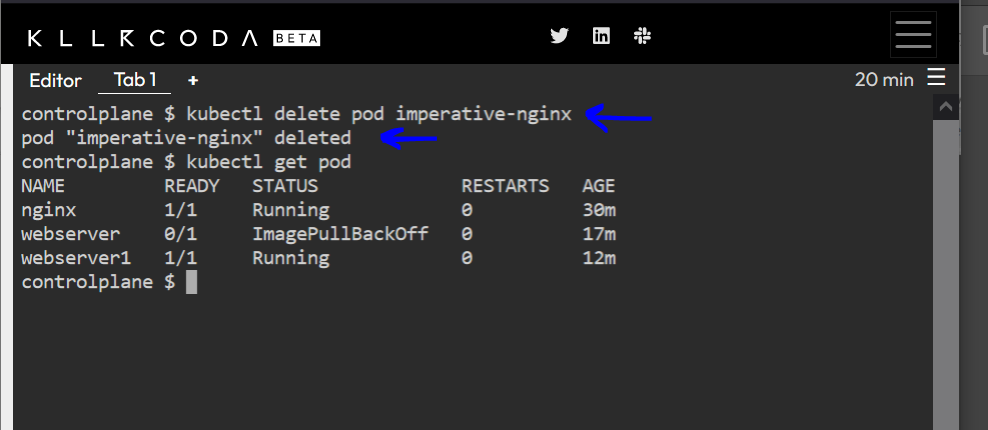 KLLRCODA BETA
Editor Tab 1 + 20 min
controlplane $ kubectl delete pod imperative-nginx
pod "imperative-nginx" deleted
controlplane $ kubectl get pod
NAME READY STATUS RESTARTS AGE
nginx 1/1 Running 0 30m
webserver 0/1 ImagePullBackOff 0 17m
webserver1 1/1 Running 0 12m
controlplane $